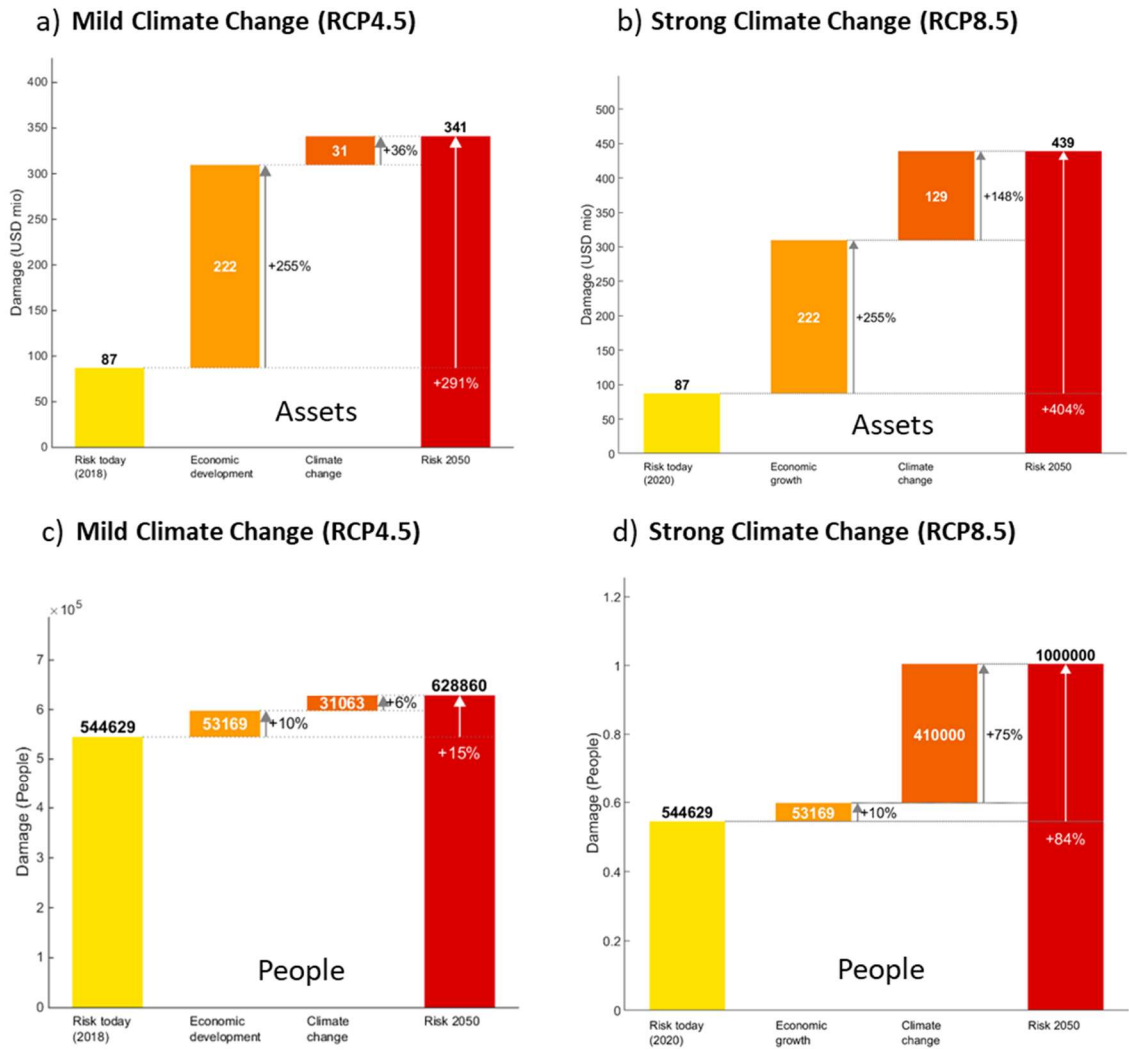 a) Mild Climate Change (RCP4.5)
400
350
300
250
200
150
100
50
0
Damage (USD mio)
87
222
+255%
31
+36%
341
+291%
Assets
Risk today
(2018)
Economic
development
Climate
change
Risk 2050
b) Strong Climate Change (RCP8.5)
500
450
400
350
300
250
200
150
100
50
0
Damage (USD mio)
87
222
+255%
129
+148%
439
+404%
Assets
Risk today
(2020)
Economic
growth
Climate
change
Risk 2050
c) Mild Climate Change (RCP4.5)
× 10⁵
7
6
5
4
3
2
1
0
Damage (People)
544629
53169
+10%
31063
+6%
628860
+15%
People
Risk today
(2018)
Economic
development
Climate
change
Risk 2050
d) Strong Climate Change (RCP8.5)
1.2
1
0.8
0.6
0.4
0.2
0
Damage (People)
544629
53169
+10%
410000
+75%
1000000
+84%
People
Risk today
(2020)
Economic
growth
Climate
change
Risk 2050